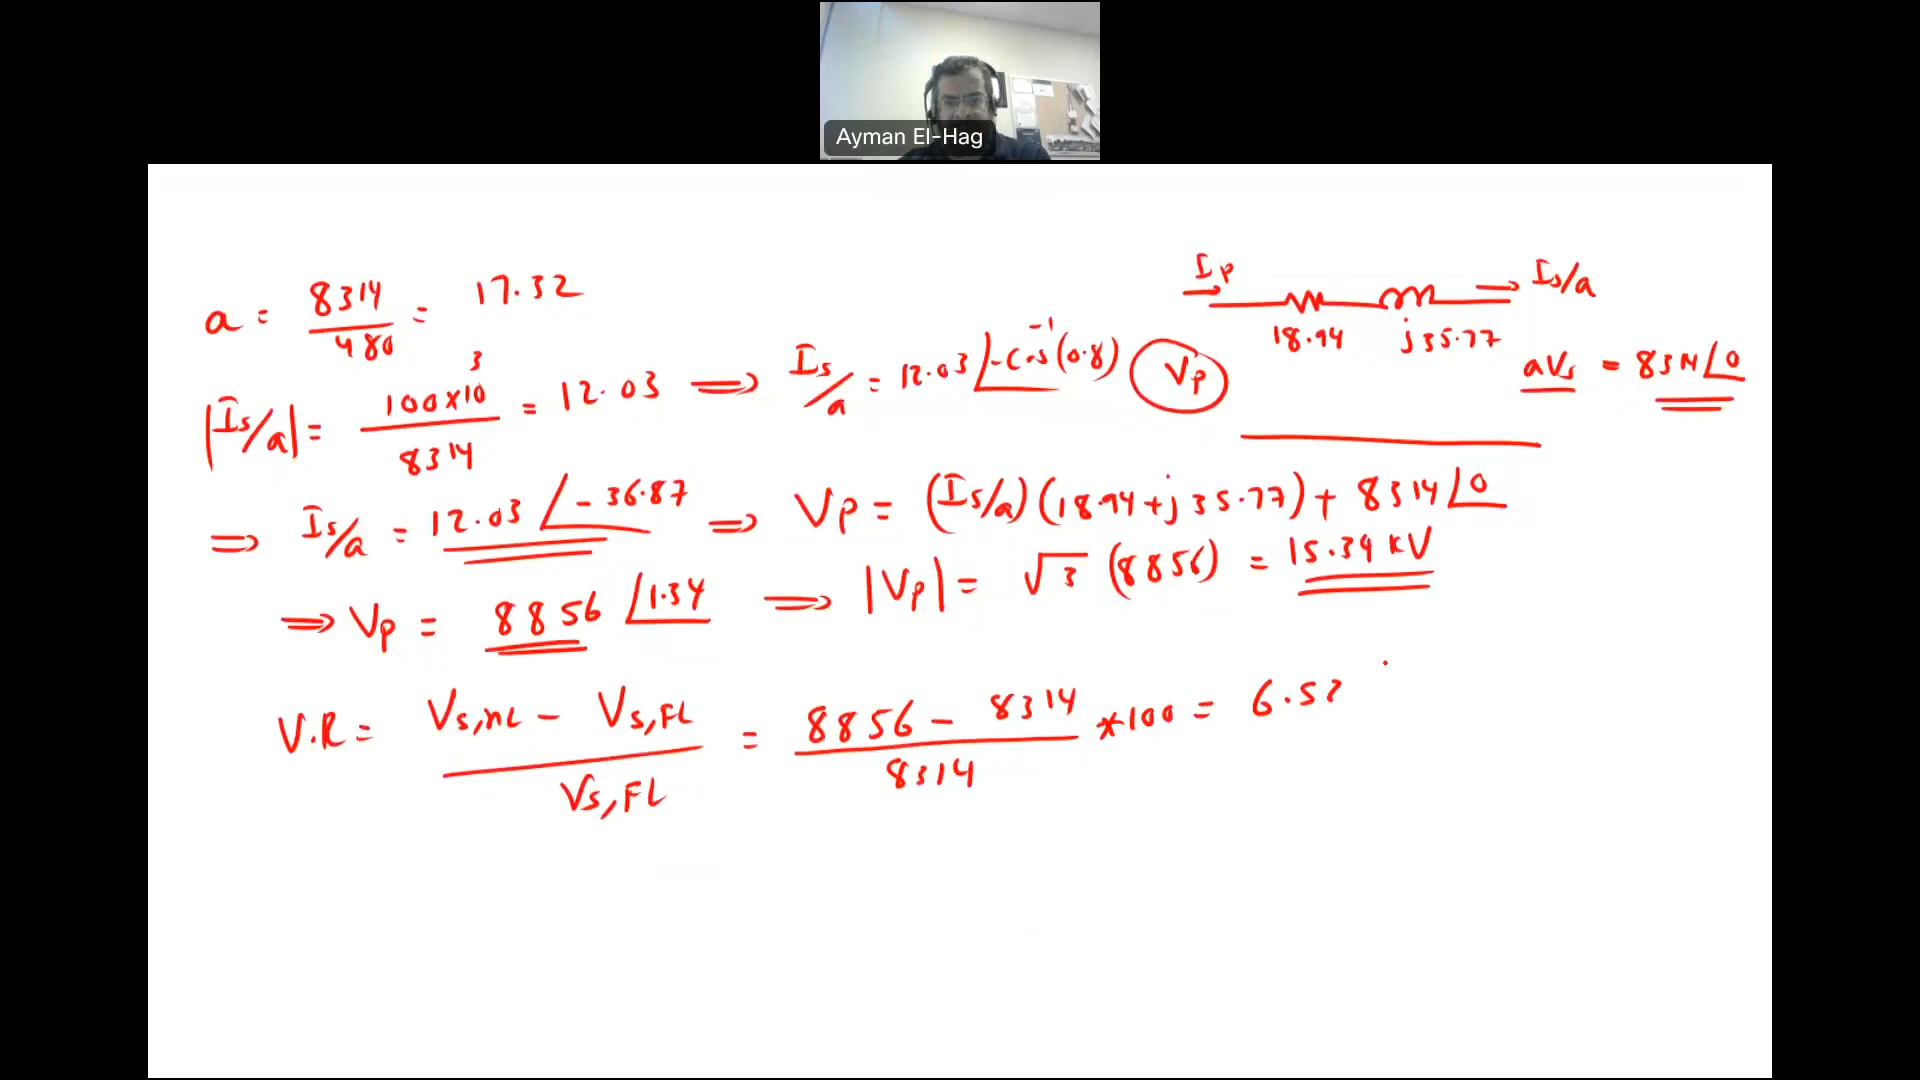 Ayman El-Hag
a = 8314 / 480 = 17.32
Ip
Is/a
18.94 j35.77
aVs = 8314∠0
|Is/a| = 100x10³ / 8314 = 12.03 ⇒ Is/a = 12.03∠-Cos⁻¹(0.8)
Vp
⇒ Is/a = 12.03∠-36.87 ⇒ Vp = (Is/a)(18.94+j35.77)+8314∠0
⇒ Vp = 8856∠1.34 ⇒ |Vp| = √3 (8856) = 15.34 kV
V.R = Vs,nL - Vs,FL / Vs,FL = 8856 - 8314 / 8314 *100 = 6.52